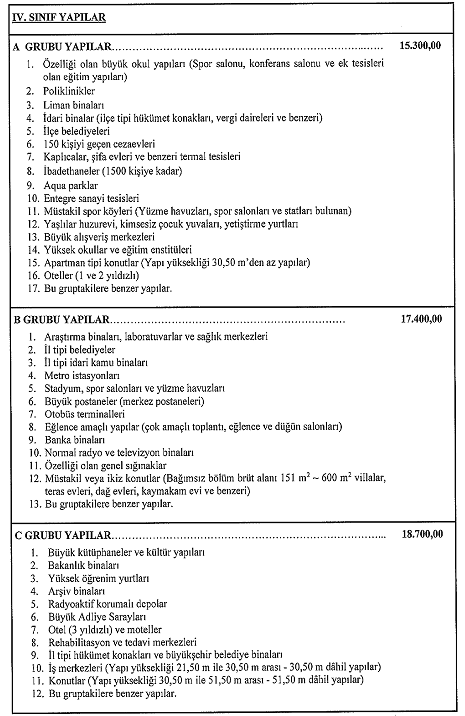 IV. SINIF YAPILAR
A GRUBU YAPILAR........................................................................ 15.300,00
1. Özelliği olan büyük okul yapıları (Spor salonu, konferans salonu ve ek tesisleri
olan eğitim yapıları)
2. Poliklinikler
3. Liman binaları
4. İdari binalar (ilçe tipi hükümet konakları, vergi daireleri ve benzeri)
5. İlçe belediyeleri
6. 150 kişiyi geçen cezaevleri
7. Kaplıcalar, şifa evleri ve benzeri termal tesisleri
8. İbadethaneler (1500 kişiye kadar)
9. Aqua parklar
10. Entegre sanayi tesisleri
11. Müstakil spor köyleri (Yüzme havuzları, spor salonları ve statları bulunan)
12. Yaşlılar huzurevi, kimsesiz çocuk yuvaları, yetiştirme yurtları
13. Büyük alışveriş merkezleri
14. Yüksek okullar ve eğitim enstitüleri
15. Apartman tipi konutlar (Yapı yüksekliği 30,50 m'den az yapılar)
16. Oteller (1 ve 2 yıldızlı)
17. Bu gruptakilere benzer yapılar.
B GRUBU YAPILAR............................................................... 17.400,00
1. Araştırma binaları, laboratuvarlar ve sağlık merkezleri
2. İl tipi belediyeler
3. İl tipi idari kamu binaları
4. Metro istasyonları
5. Stadyum, spor salonları ve yüzme havuzları
6. Büyük postaneler (merkez postaneleri)
7. Otobüs terminalleri
8. Eğlence amaçlı yapılar (çok amaçlı toplantı, eğlence ve düğün salonları)
9. Banka binaları
10. Normal radyo ve televizyon binaları
11. Özelliği olan genel sığınaklar
12. Müstakil veya ikiz konutlar (Bağımsız bölüm brüt alanı 151 m² ~ 600 m² villalar,
teras evleri, dağ evleri, kaymakam evi ve benzeri)
13. Bu gruptakilere benzer yapılar.
C GRUBU YAPILAR........................................................................ 18.700,00
1. Büyük kütüphaneler ve kültür yapıları
2. Bakanlık binaları
3. Yüksek öğrenim yurtları
4. Arşiv binaları
5. Radyoaktif korumalı depolar
6. Büyük Adliye Sarayları
7. Otel (3 yıldızlı) ve moteller
8. Rehabilitasyon ve tedavi merkezleri
9. İl tipi hükümet konakları ve büyükşehir belediye binaları
10. İş merkezleri (Yapı yüksekliği 21,50 m ile 30,50 m arası - 30,50 m dâhil yapılar)
11. Konutlar (Yapı yüksekliği 30,50 m ile 51,50 m arası - 51,50 m dâhil yapılar)
12. Bu gruptakilere benzer yapılar.